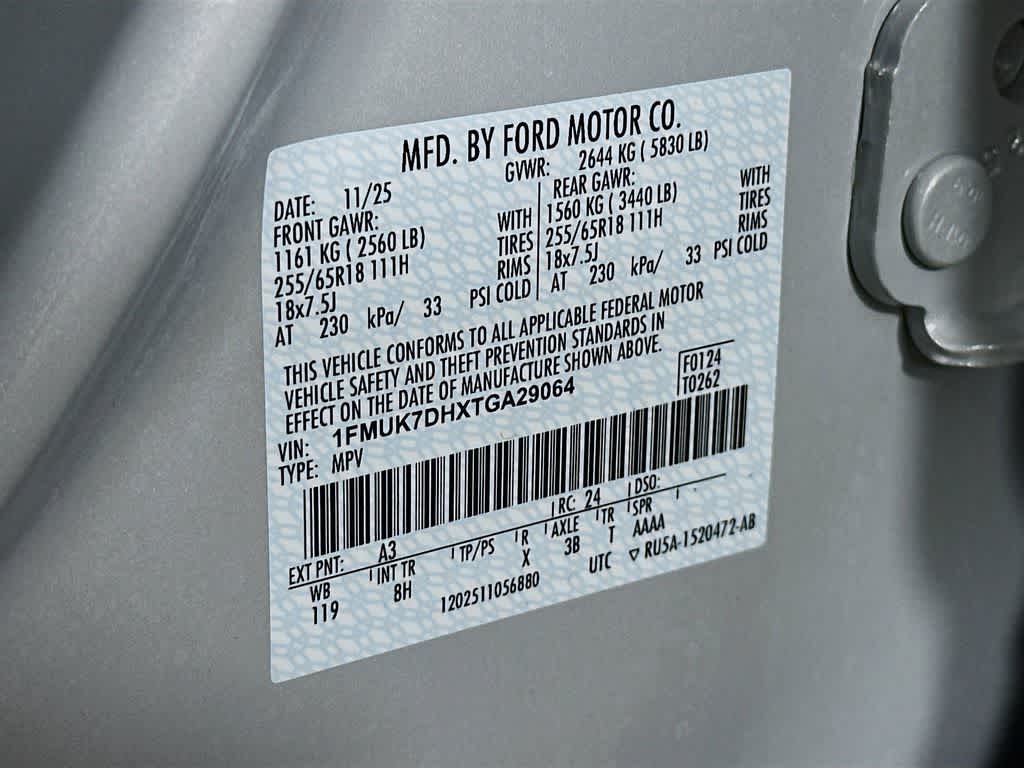 MFD. BY FORD MOTOR CO.
DATE: 11/25 GVWR: 2644 KG ( 5830 LB)
FRONT GAWR:
1161 KG ( 2560 LB) WITH
255/65R18 111H TIRES
18x7.5J RIMS
AT 230 kPa/ 33 PSI COLD
REAR GAWR:
1560 KG ( 3440 LB) WITH
255/65R18 111H TIRES
18x7.5J RIMS
AT 230 kPa/ 33 PSI COLD
THIS VEHICLE CONFORMS TO ALL APPLICABLE FEDERAL MOTOR
VEHICLE SAFETY AND THEFT PREVENTION STANDARDS IN
EFFECT ON THE DATE OF MANUFACTURE SHOWN ABOVE.
F0124
T0262
VIN: 1FMUK7DHXTGA29064
TYPE: MPV
EXT PNT: A3 RC: 24 DSO:
WB INT TR TP/PS R AXLE TR SPR
119 8H X 3B T AAAA
1202511056880 UTC ▽ RU5A-1520472-AB